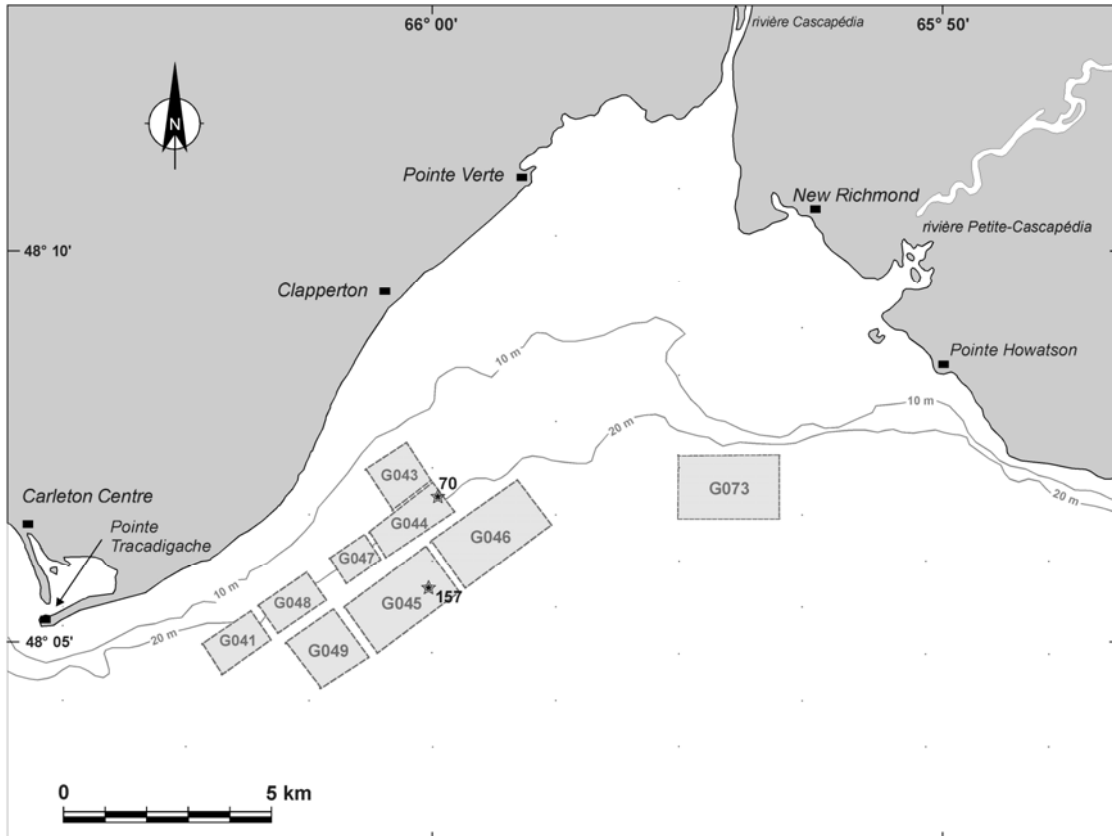 66° 00'
65° 50'
rivière Cascapédia
N
Pointe Verte
New Richmond
rivière Petite-Cascapédia
48° 10'
Clapperton
10 m
Pointe Howatson
10 m
20 m
20 m
G043
70
G073
Carleton Centre
Pointe
Tracadigache
G044
G046
G047
10 m
G048
G045
157
20 m
G041
G049
48° 05'
0
5 km